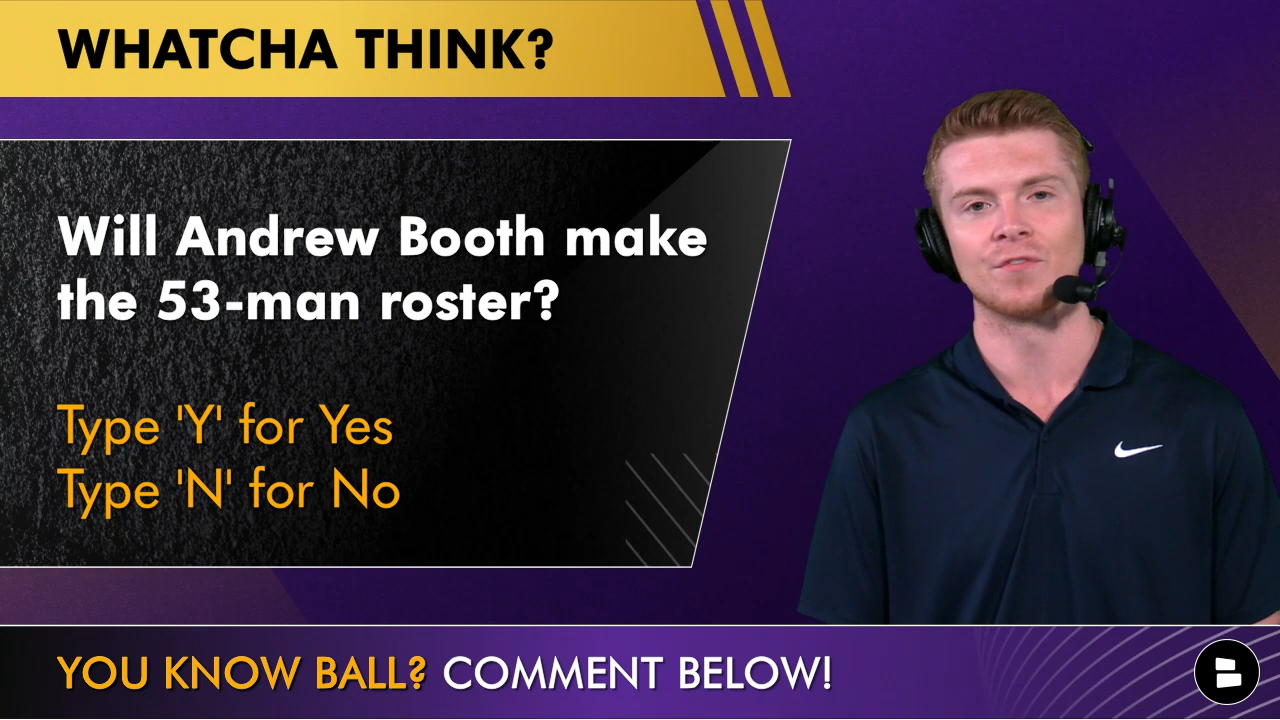 WHATCHA THINK?
Will Andrew Booth make
the 53-man roster?
Type 'Y' for Yes
Type 'N' for No
YOU KNOW BALL? COMMENT BELOW!